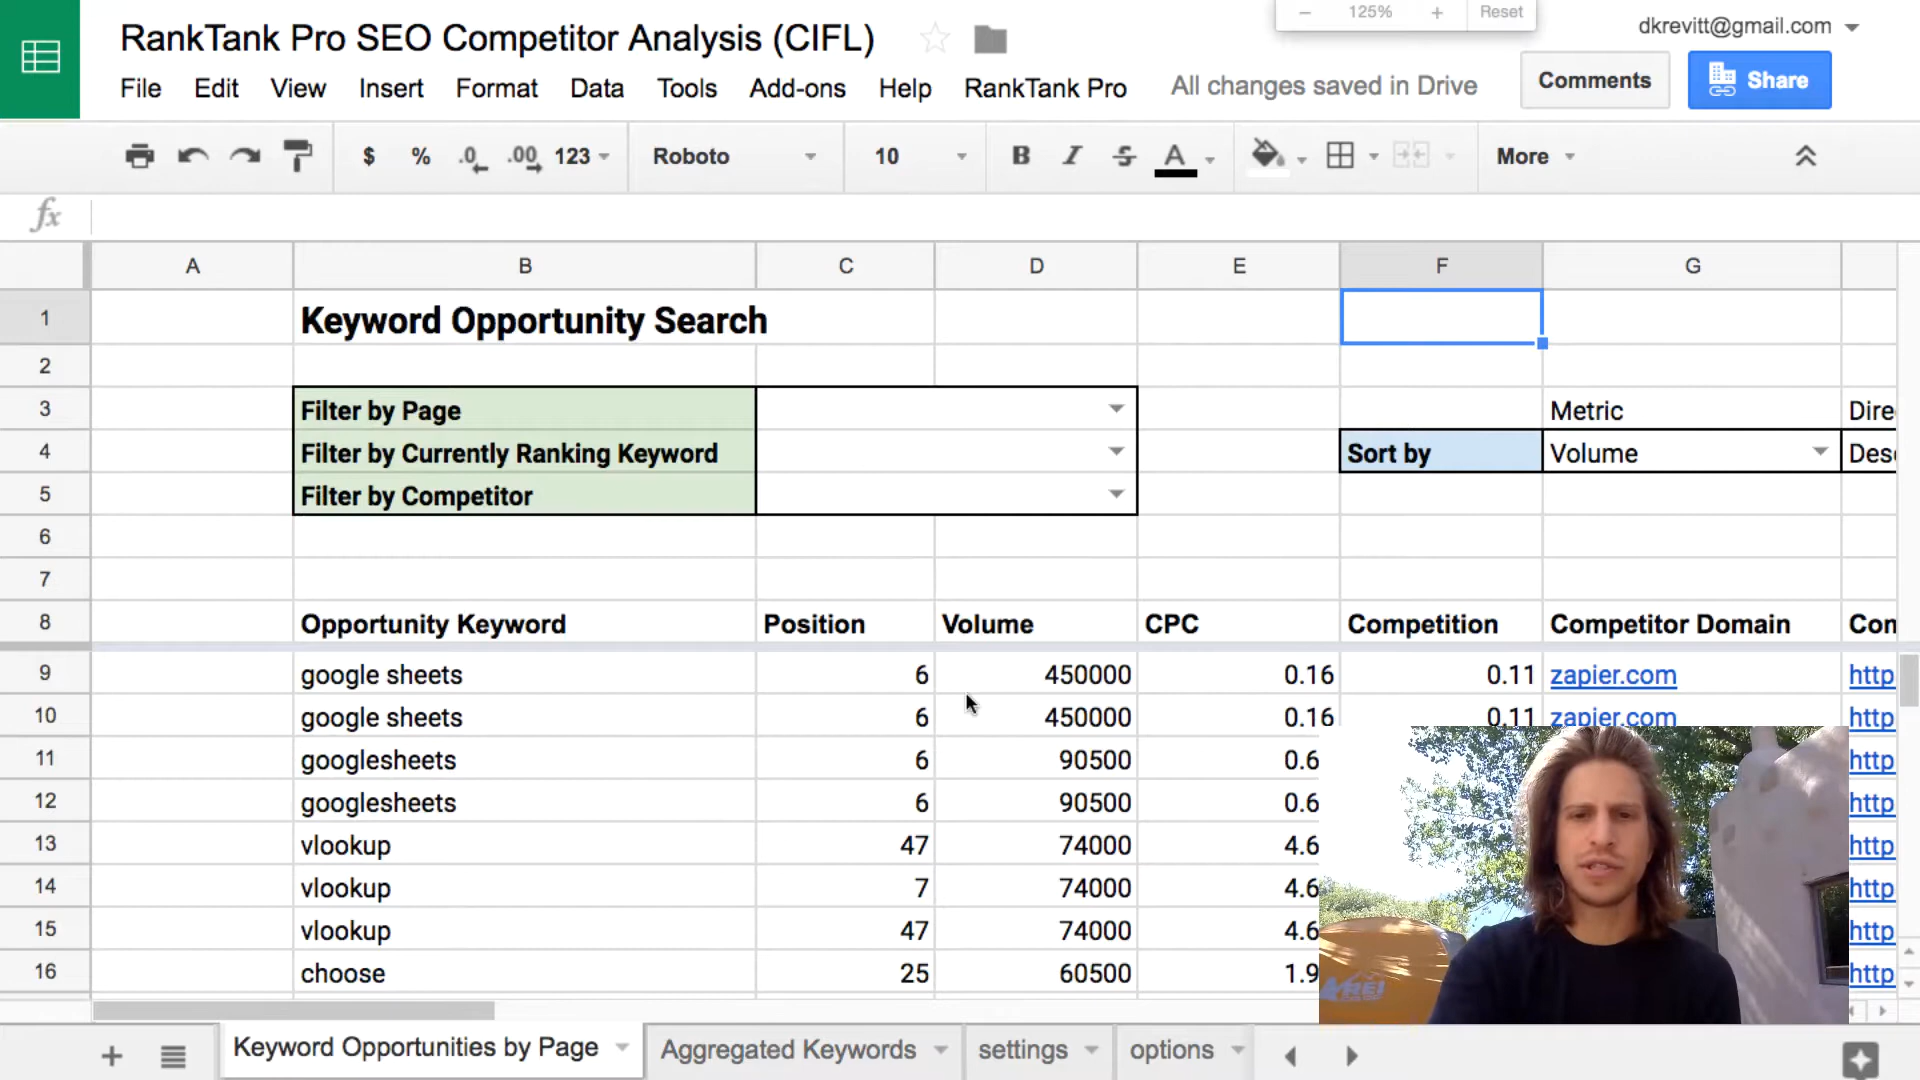 125% Reset
RankTank Pro SEO Competitor Analysis (CIFL)
dkrevitt@gmail.com
File Edit View Insert Format Data Tools Add-ons Help RankTank Pro All changes saved in Drive Comments Share
$ % .0 .00 123 Roboto 10 B I S A More
fx
A B C D E F G
1 Keyword Opportunity Search
2
3 Filter by Page Metric Dire
4 Filter by Currently Ranking Keyword Sort by Volume Des
5 Filter by Competitor
6
7
8 Opportunity Keyword Position Volume CPC Competition Competitor Domain Con
9 google sheets 6 450000 0.16 0.11 zapier.com http
10 google sheets 6 450000 0.16 0.11 zapier.com http
11 googlesheets 6 90500 0.6 http
12 googlesheets 6 90500 0.6 http
13 vlookup 47 74000 4.6 http
14 vlookup 7 74000 4.6 http
15 vlookup 47 74000 4.6 http
16 choose 25 60500 1.9 http
REI
Keyword Opportunities by Page Aggregated Keywords settings options